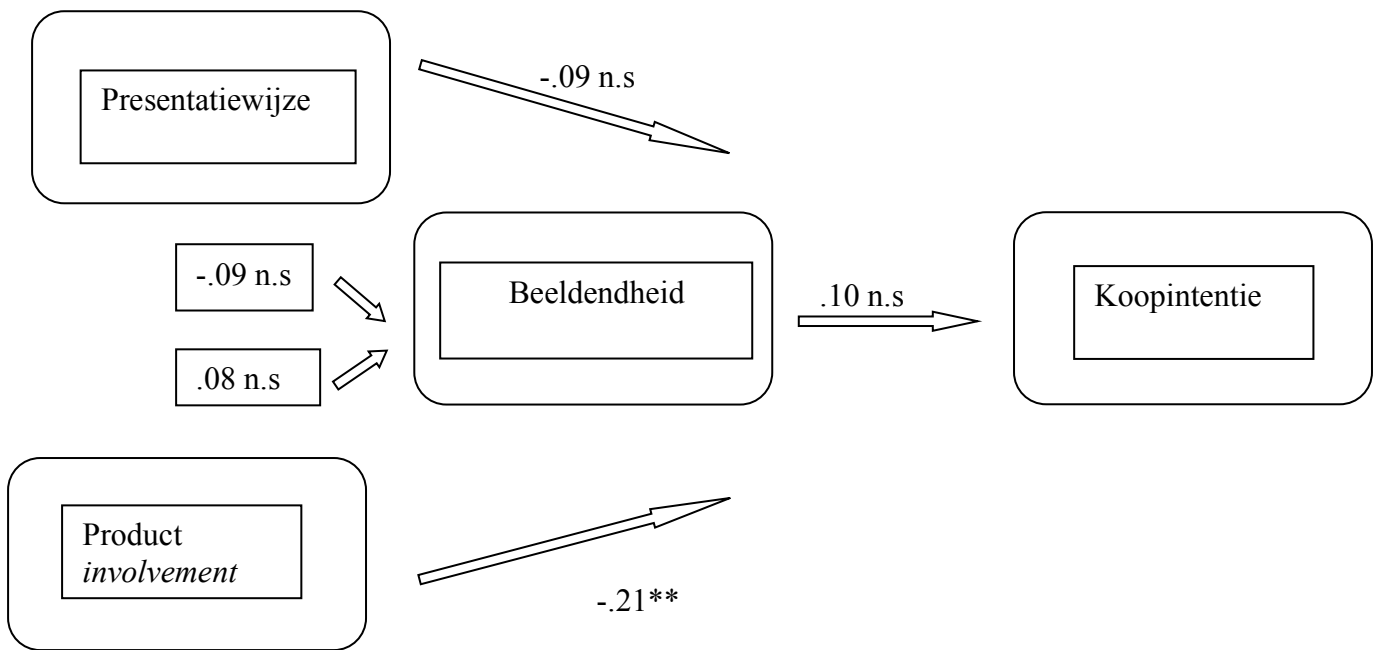 Presentatiewijze
-.09 n.s
-.09 n.s
Beeldendheid
.10 n.s
Koopintentie
.08 n.s
Product
involvement
-.21**